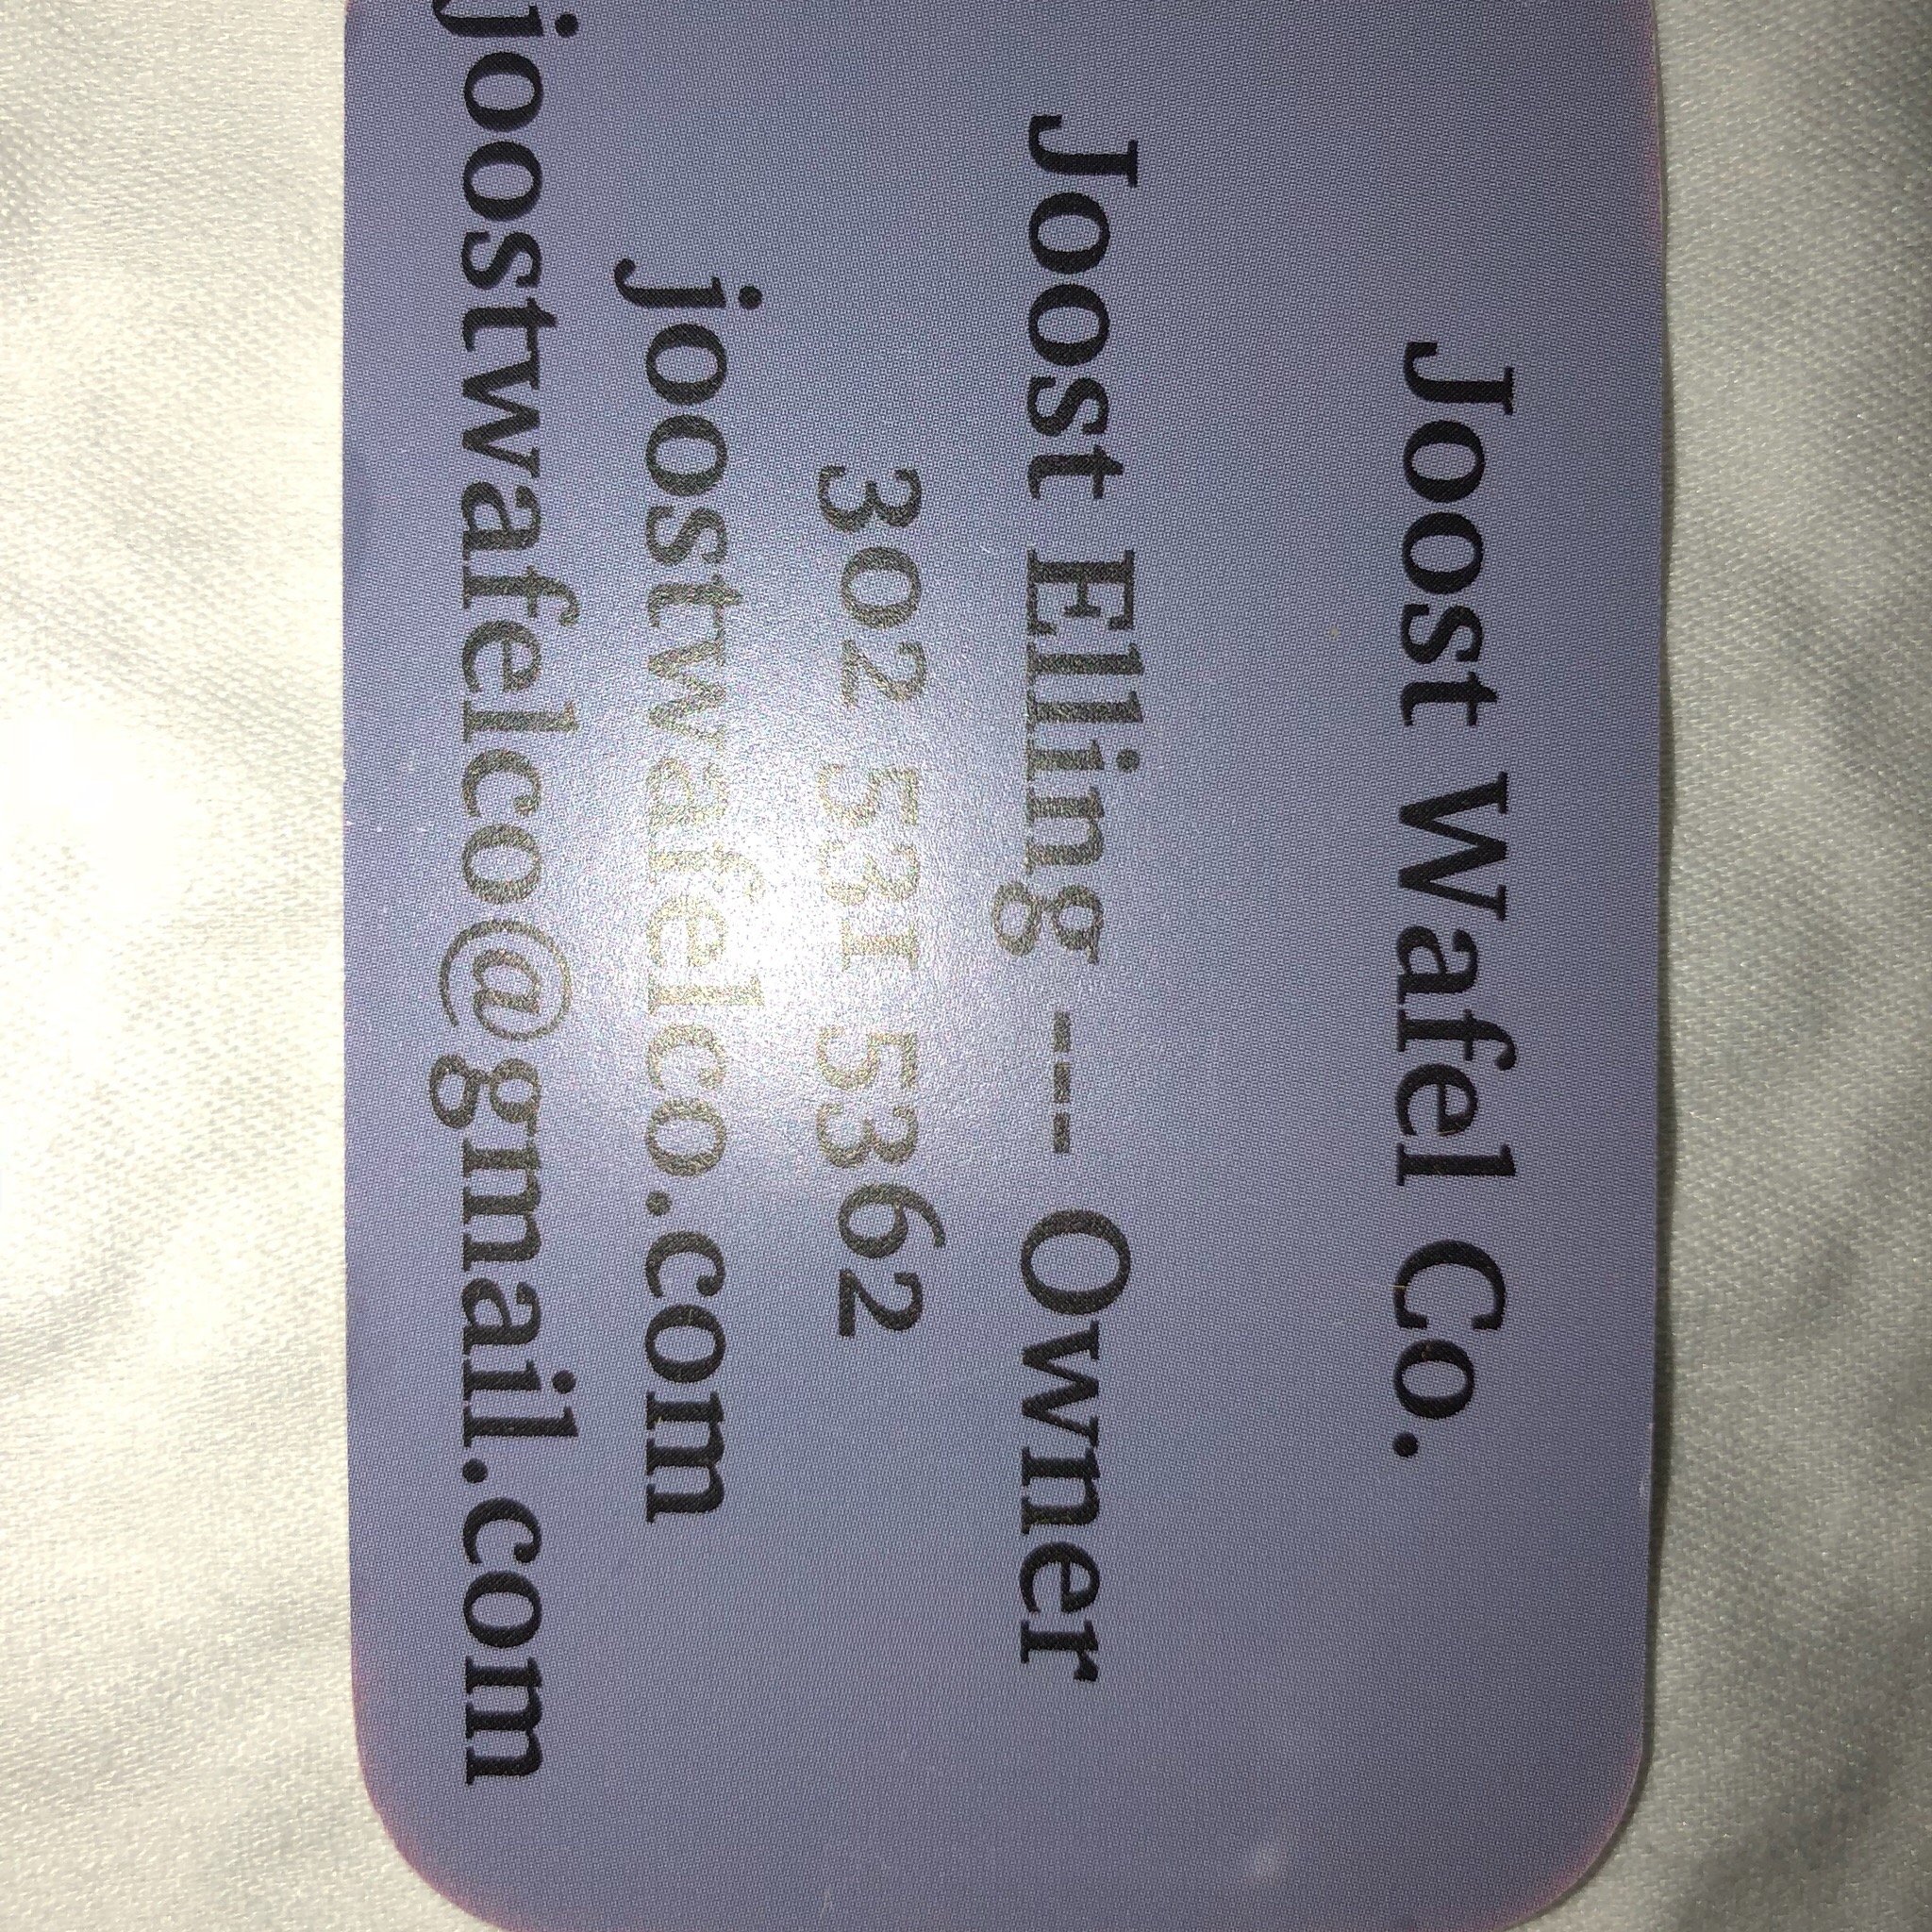 Joost Wafel Co.
Joost Elling --- Owner
302 531 5362
joostwafelco.com
joostwafelco@gmail.com